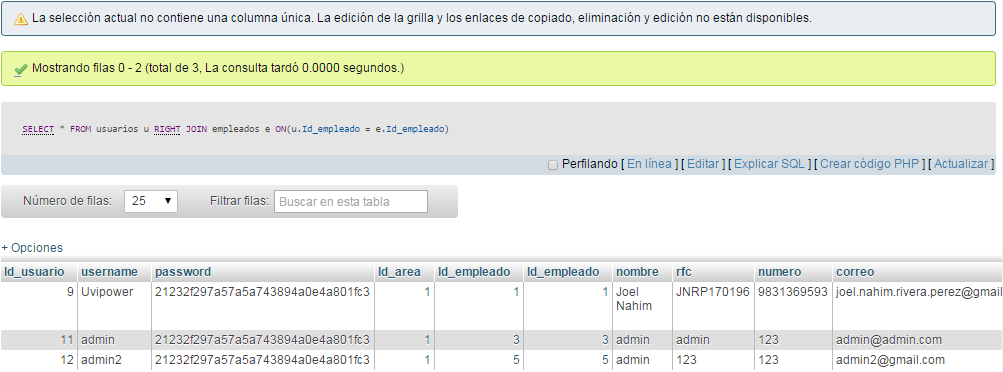 La selección actual no contiene una columna única. La edición de la grilla y los enlaces de copiado, eliminación y edición no están disponibles.
Mostrando filas 0 - 2 (total de 3, La consulta tardó 0.0000 segundos.)
SELECT * FROM usuarios u RIGHT JOIN empleados e ON(u.Id_empleado = e.Id_empleado)
Perfilando [ En línea ] [ Editar ] [ Explicar SQL ] [ Crear código PHP ] [ Actualizar ]
Número de filas: 25 Filtrar filas: Buscar en esta tabla
+ Opciones
Id_usuario username password Id_area Id_empleado Id_empleado nombre rfc numero correo
9 Uvipower 21232f297a57a5a743894a0e4a801fc3 1 1 1 Joel Nahim JNRP170196 9831369593 joel.nahim.rivera.perez@gmai
11 admin 21232f297a57a5a743894a0e4a801fc3 1 3 3 admin admin 123 admin@admin.com
12 admin2 21232f297a57a5a743894a0e4a801fc3 1 5 5 admin 123 123 admin2@gmail.com